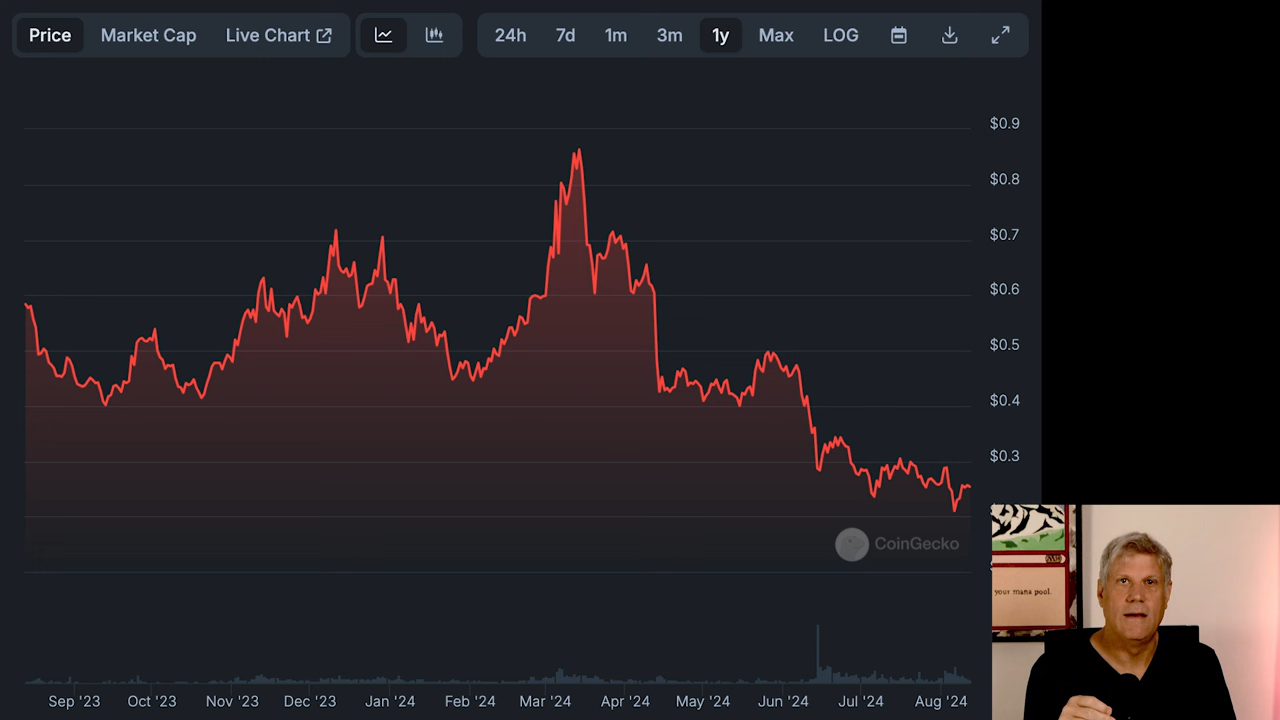 Price Market Cap Live Chart 24h 7d 1m 3m 1y Max LOG
$0.9
$0.8
$0.7
$0.6
$0.5
$0.4
$0.3
CoinGecko
your mana pool.
Sep '23 Oct '23 Nov '23 Dec '23 Jan '24 Feb '24 Mar '24 Apr '24 May '24 Jun '24 Jul '24 Aug '24